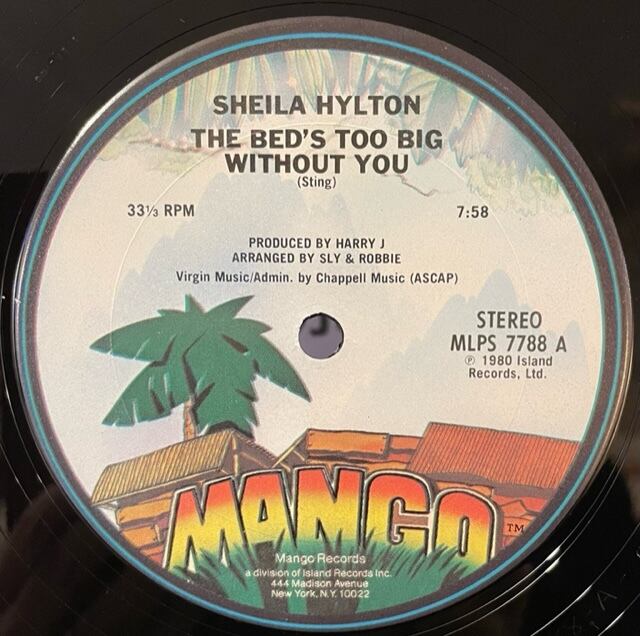 SHEILA HYLTON
THE BED'S TOO BIG
WITHOUT YOU
(Sting)
33⅓ RPM
7:58
PRODUCED BY HARRY J
ARRANGED BY SLY & ROBBIE
Virgin Music/Admin. by Chappell Music (ASCAP)
STEREO
MLPS 7788 A
℗ 1980 Island
Records, Ltd.
MANGO TM
Mango Records
a division of Island Records Inc.
444 Madison Avenue
New York, N.Y. 10022